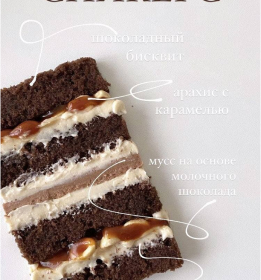 шоколадный
бисквит
арахис с
карамелью
мусс на основе
молочного
шоколада